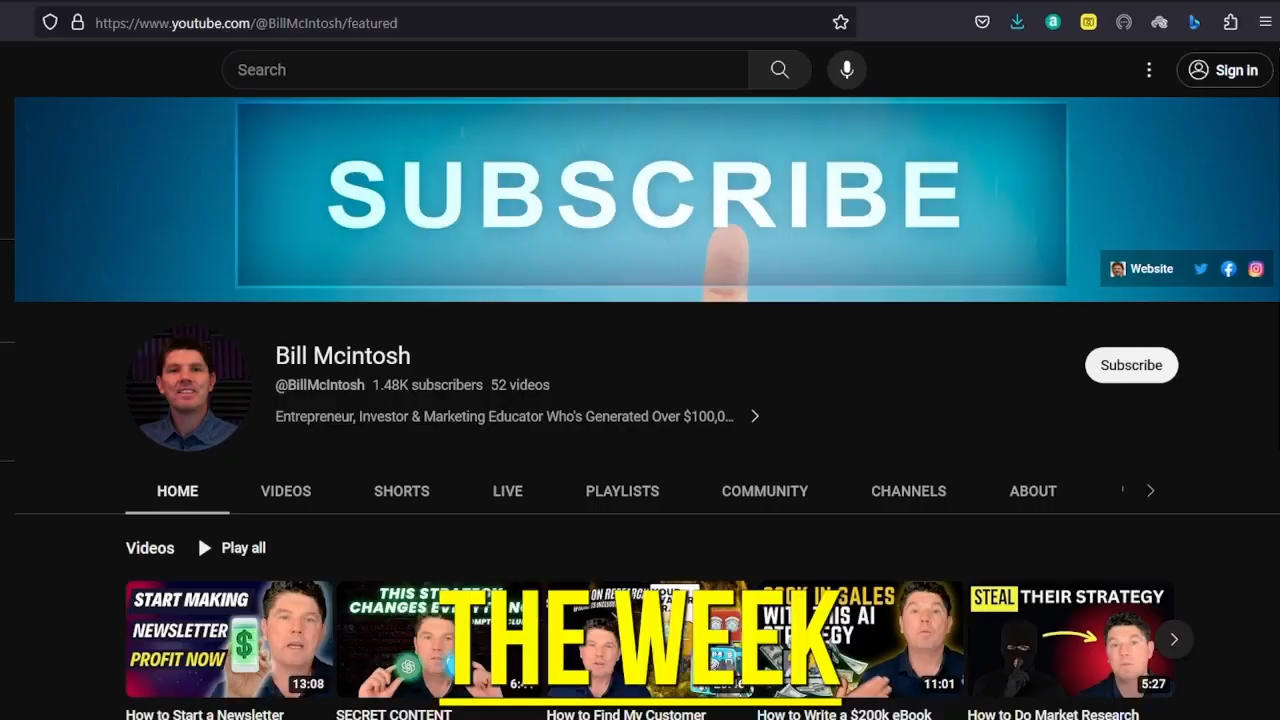 https://www.youtube.com/@BillMcIntosh/featured
Search
Sign in
SUBSCRIBE
Website
Bill Mcintosh
@BillMcIntosh 1.48K subscribers 52 videos
Entrepreneur, Investor & Marketing Educator Who's Generated Over $100,0...
Subscribe
HOME VIDEOS SHORTS LIVE PLAYLISTS COMMUNITY CHANNELS ABOUT
Videos Play all
START MAKING
NEWSLETTER
PROFIT NOW
13:08
THIS STRATEGY
CHANGES
IN SALES
11:01
STEAL THEIR STRATEGY
5:27
THE WEEK
How to Start a Newsletter
SECRET CONTENT
How to Find My Customer
How to Write a $200k eBook
How to Do Market Research